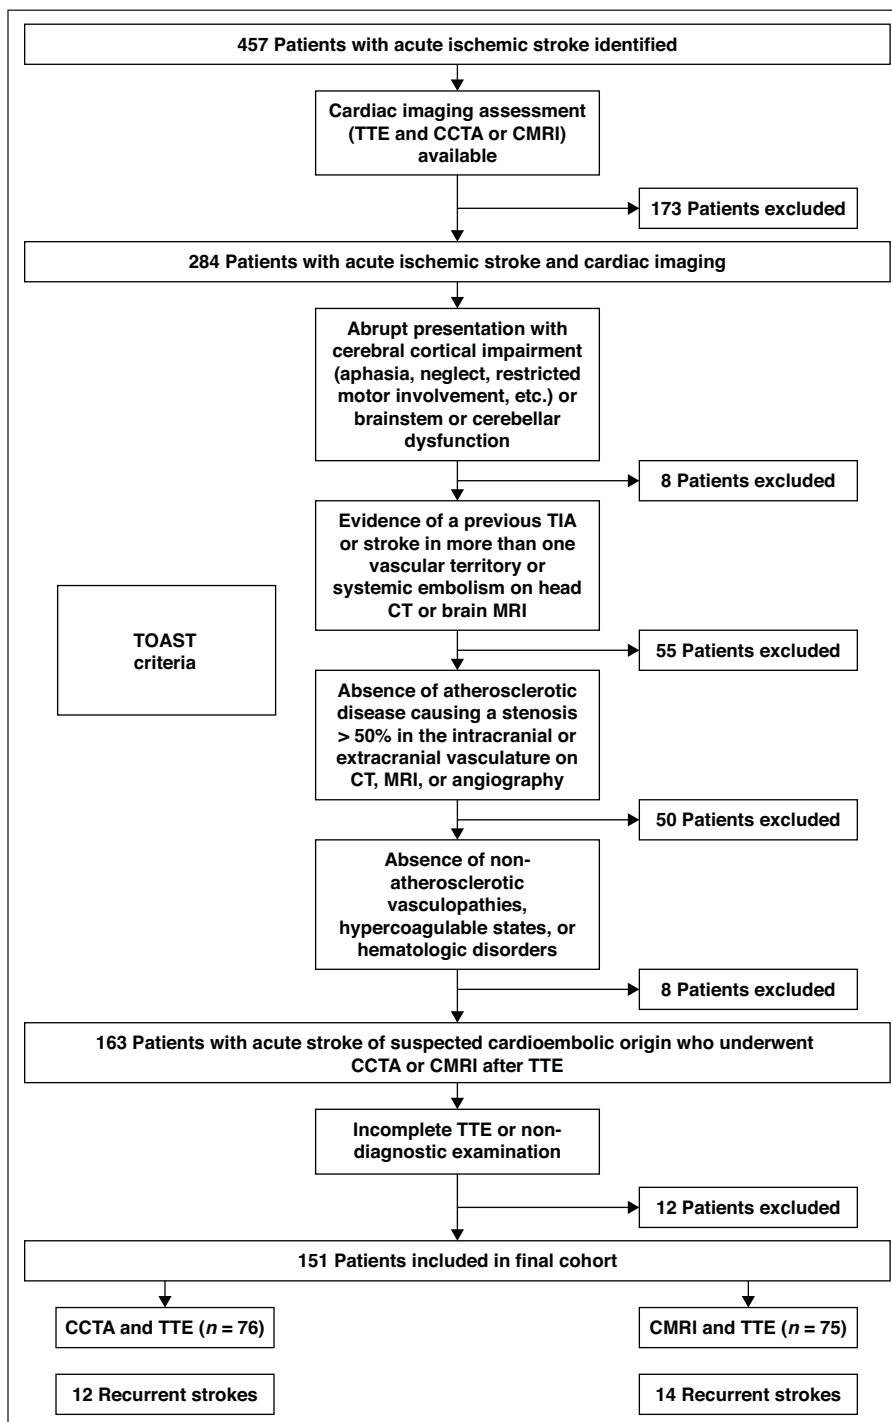 457 Patients with acute ischemic stroke identified
Cardiac imaging assessment
(TTE and CCTA or CMRI)
available
173 Patients excluded
284 Patients with acute ischemic stroke and cardiac imaging
Abrupt presentation with
cerebral cortical impairment
(aphasia, neglect, restricted
motor involvement, etc.) or
brainstem or cerebellar
dysfunction
8 Patients excluded
Evidence of a previous TIA
or stroke in more than one
vascular territory or
systemic embolism on head
CT or brain MRI
TOAST
criteria
55 Patients excluded
Absence of atherosclerotic
disease causing a stenosis
> 50% in the intracranial or
extracranial vasculature on
CT, MRI, or angiography
50 Patients excluded
Absence of non-
atherosclerotic
vasculopathies,
hypercoagulable states, or
hematologic disorders
8 Patients excluded
163 Patients with acute stroke of suspected cardioembolic origin who underwent
CCTA or CMRI after TTE
Incomplete TTE or non-
diagnostic examination
12 Patients excluded
151 Patients included in final cohort
CCTA and TTE (n = 76)
CMRI and TTE (n = 75)
12 Recurrent strokes
14 Recurrent strokes